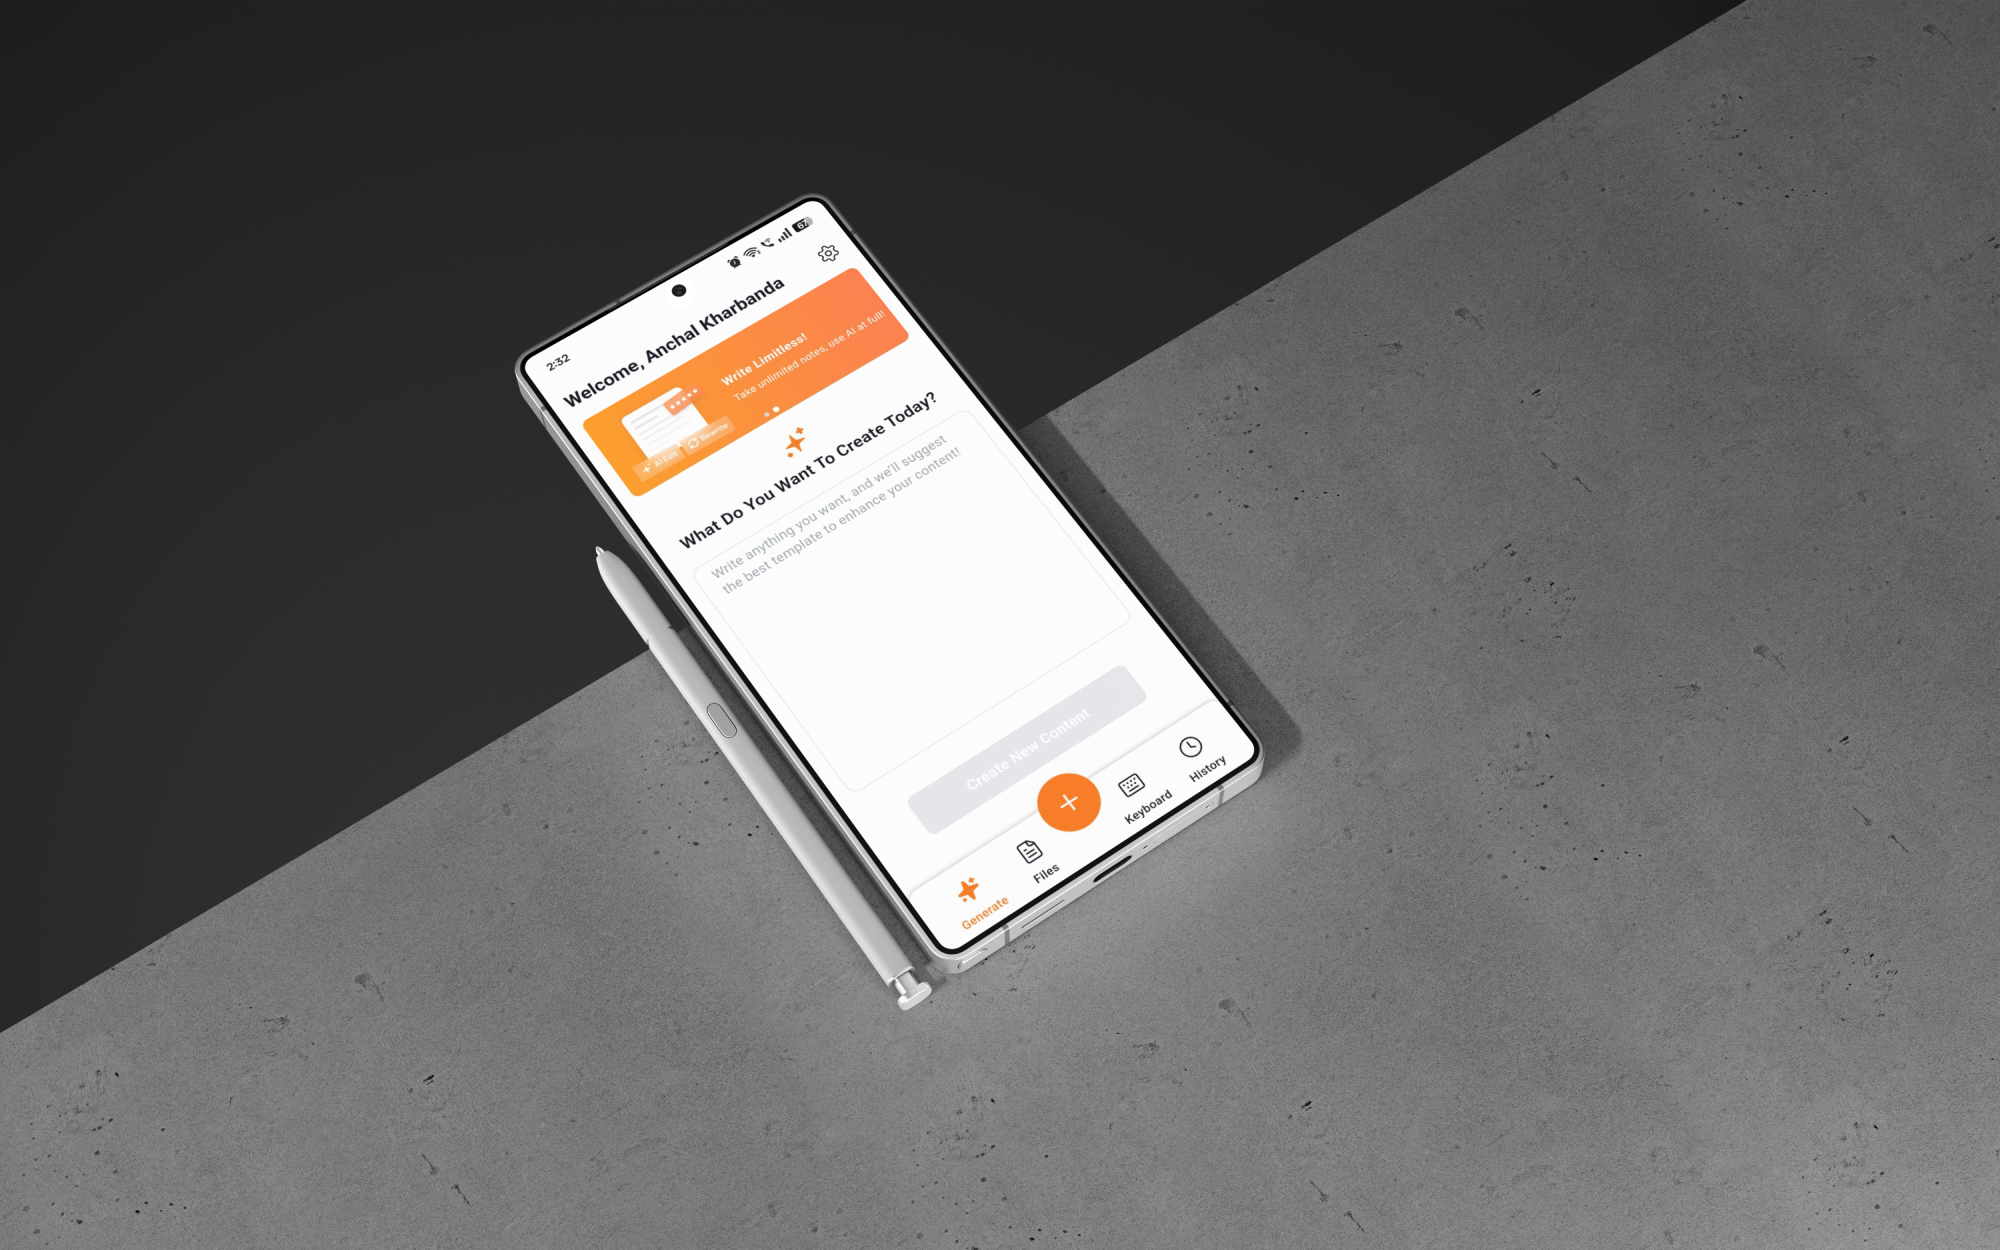 2:32
67
Welcome, Anchal Kharbanda
Write Limitless!
Take unlimited notes, use AI at full!
AI Edit
Rewrite
What Do You Want To Create Today?
Write anything you want, and we'll suggest
the best template to enhance your content!
Create New Content
Generate
Files
Keyboard
History